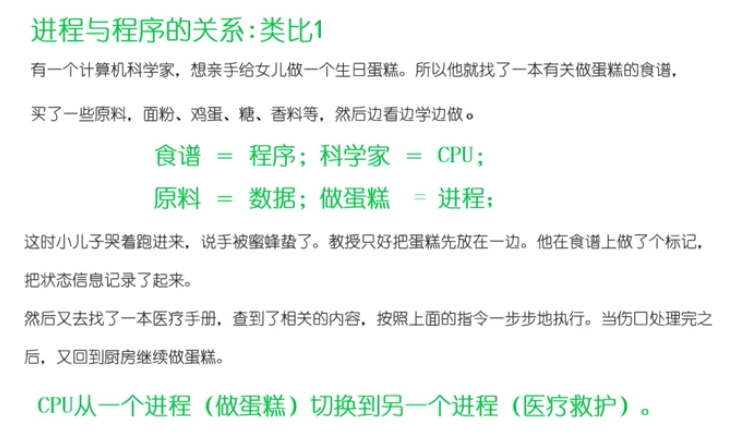 进程与程序的关系:类比1
有一个计算机科学家，想亲手给女儿做一个生日蛋糕。所以他就找了一本有关做蛋糕的食谱，
买了一些原料，面粉、鸡蛋、糖、香料等，然后边看边学边做。
食谱 = 程序; 科学家 = CPU;
原料 = 数据; 做蛋糕 = 进程;
这时小儿子哭着跑进来，说手被蜜蜂蛰了。教授只好把蛋糕先放在一边。他在食谱上做了个标记，
把状态信息记录了起来。
然后又去找了一本医疗手册，查到了相关的内容，按照上面的指令一步步地执行。当伤口处理完之
后，又回到厨房继续做蛋糕。
CPU从一个进程（做蛋糕）切换到另一个进程（医疗救护）。